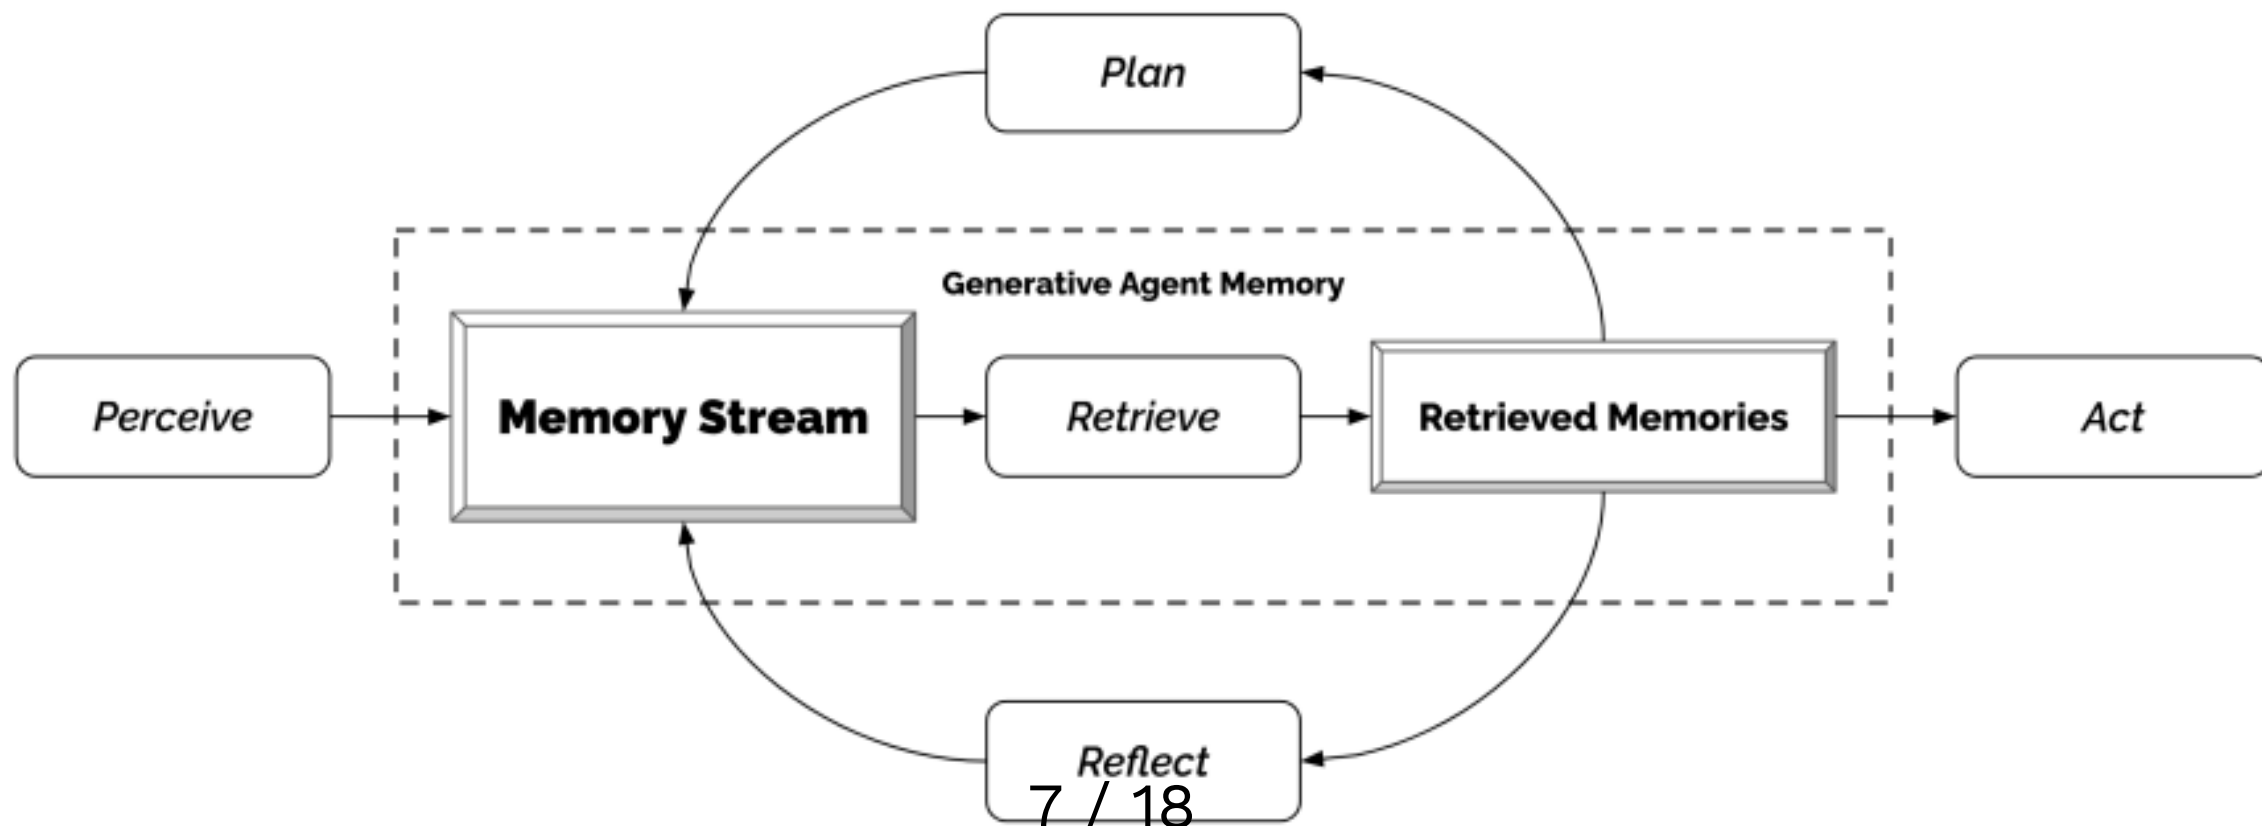 Plan
Generative Agent Memory
Perceive
Memory Stream
Retrieve
Retrieved Memories
Act
Reflect
7 / 18